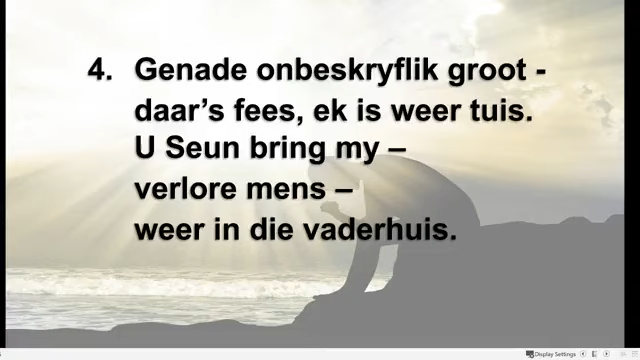 4. Genade onbeskryflik groot -
daar's fees, ek is weer tuis.
U Seun bring my –
verlore mens –
weer in die vaderhuis.
Display Settings